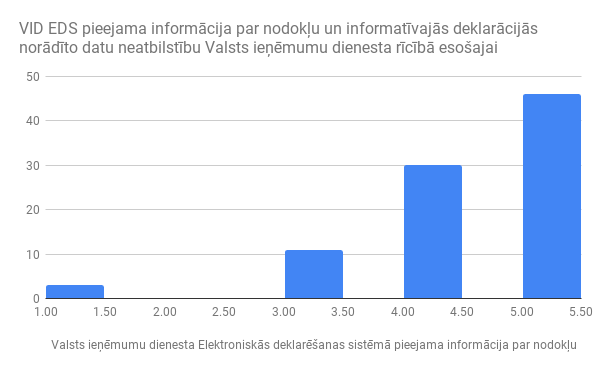 VID EDS pieejama informācija par nodokļu un informatīvajās deklarācijās
norādīto datu neatbilstību Valsts ieņēmumu dienesta rīcībā esošajai
50
40
30
20
10
0
1.00 1.50 2.00 2.50 3.00 3.50 4.00 4.50 5.00 5.50
Valsts ieņēmumu dienesta Elektroniskās deklarēšanas sistēmā pieejama informācija par nodokļu